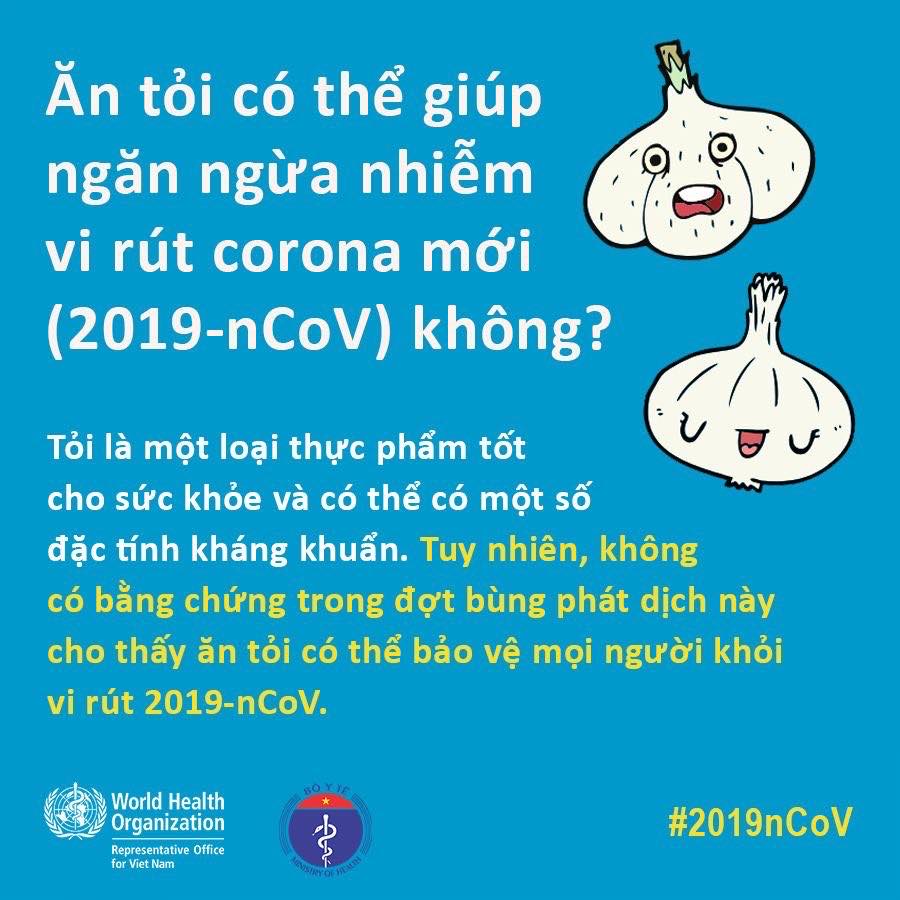 Ăn tỏi có thể giúp
ngăn ngừa nhiễm
vi rút corona mới
(2019-nCoV) không?
Tỏi là một loại thực phẩm tốt
cho sức khỏe và có thể có một số
đặc tính kháng khuẩn. Tuy nhiên, không
có bằng chứng trong đợt bùng phát dịch này
cho thấy ăn tỏi có thể bảo vệ mọi người khỏi
vi rút 2019-nCoV.
World Health
Organization
Representative Office
for Viet Nam
BỘ Y TẾ
MINISTRY OF HEALTH
#2019nCoV